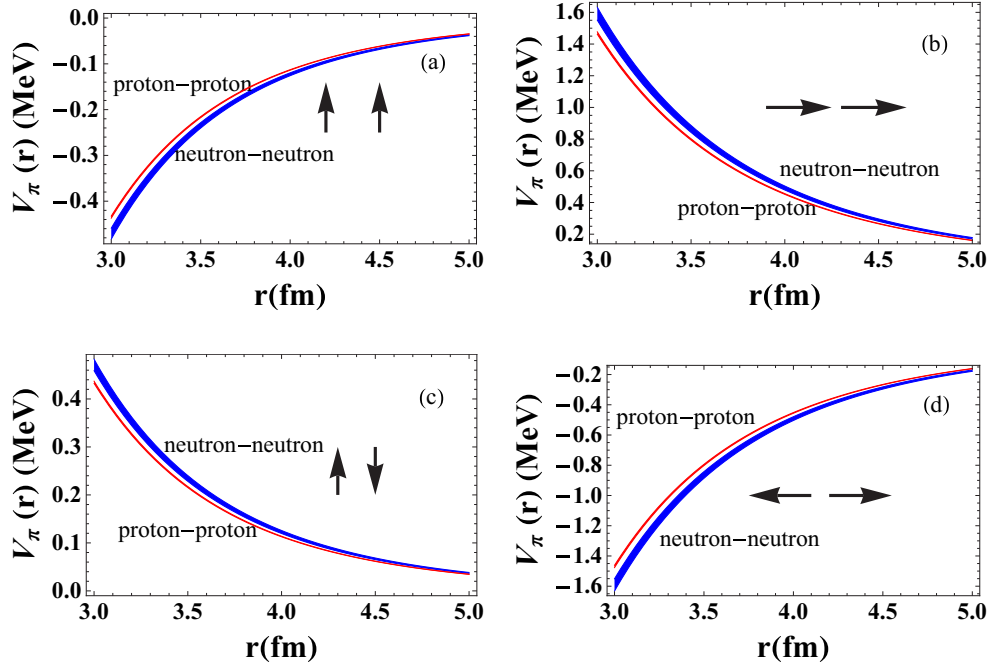 0.0
−0.1
−0.2
−0.3
−0.4
V_π (r) (MeV)
(a)
proton−proton
neutron−neutron
3.0 3.5 4.0 4.5 5.0
r(fm)
1.6
1.4
1.2
1.0
0.8
0.6
0.4
0.2
V_π (r) (MeV)
(b)
neutron−neutron
proton−proton
3.0 3.5 4.0 4.5 5.0
r(fm)
0.4
0.3
0.2
0.1
0.0
V_π (r) (MeV)
(c)
neutron−neutron
proton−proton
3.0 3.5 4.0 4.5 5.0
r(fm)
−0.2
−0.4
−0.6
−0.8
−1.0
−1.2
−1.4
−1.6
V_π (r) (MeV)
(d)
proton−proton
neutron−neutron
3.0 3.5 4.0 4.5 5.0
r(fm)